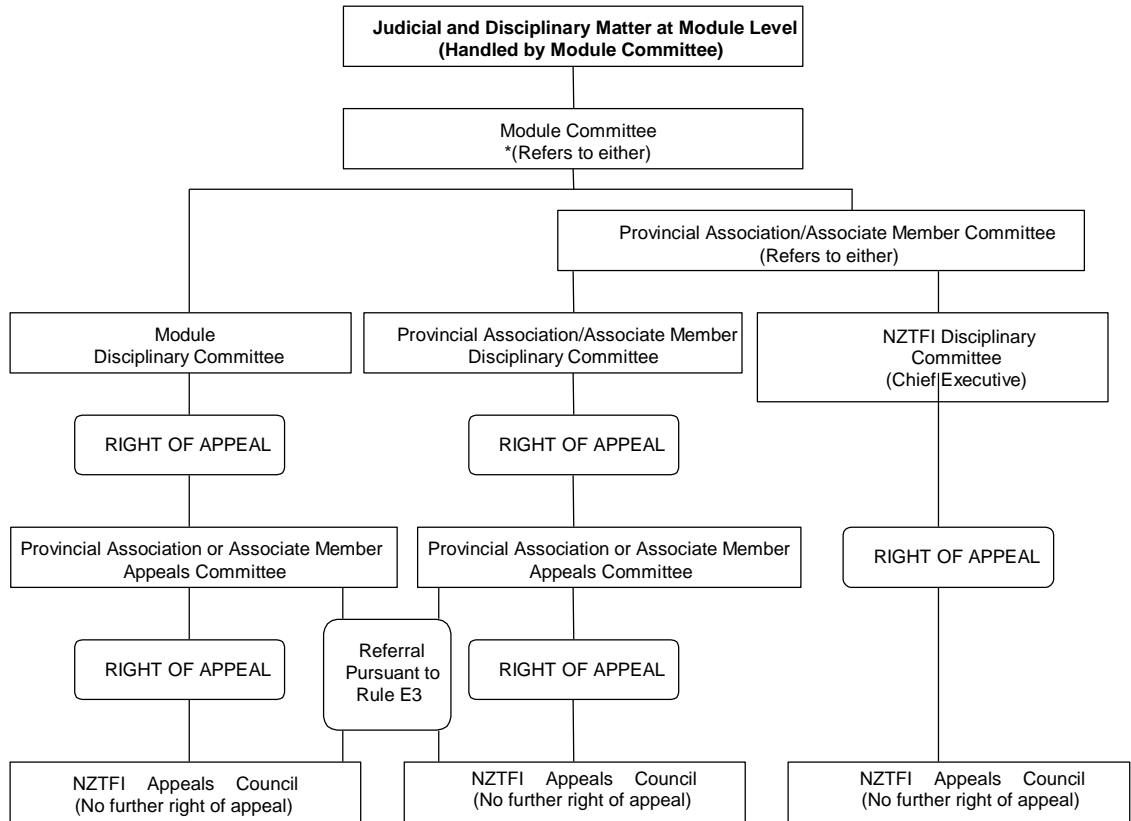 Judicial and Disciplinary Matter at Module Level
(Handled by Module Committee)
Module Committee
*(Refers to either)
Provincial Association/Associate Member Committee
(Refers to either)
Module
Disciplinary Committee
Provincial Association/Associate Member
Disciplinary Committee
NZTFI Disciplinary
Committee
(Chief Executive)
RIGHT OF APPEAL
RIGHT OF APPEAL
Provincial Association or Associate Member
Appeals Committee
Provincial Association or Associate Member
Appeals Committee
RIGHT OF APPEAL
RIGHT OF APPEAL
Referral
Pursuant to
Rule E3
RIGHT OF APPEAL
NZTFI Appeals Council
(No further right of appeal)
NZTFI Appeals Council
(No further right of appeal)
NZTFI Appeals Council
(No further right of appeal)